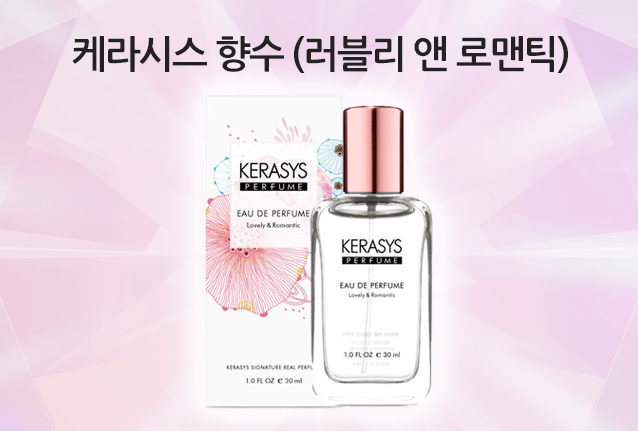 케라시스 향수 (러블리 앤 로맨틱)
KERASYS
PERFUME
EAU DE PERFUME
Lovely & Romantic
KERASYS SIGNATURE REAL PERFU
1.0 FL OZ ℮ 30 ml
KERASYS
PERFUME
EAU DE PERFUME
Lovely & Romantic
1.0 FL OZ ℮ 30 ml